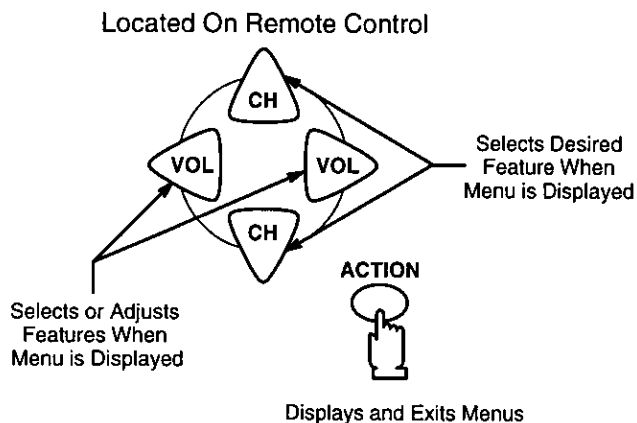 Located On Remote Control
CH
VOL
VOL
CH
Selects Desired
Feature When
Menu is Displayed
ACTION
Selects or Adjusts
Features When
Menu is Displayed
Displays and Exits Menus